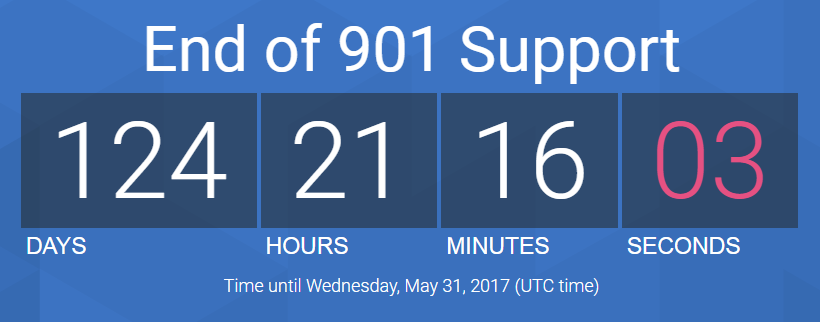 End of 901 Support
124 21 16 03
DAYS HOURS MINUTES SECONDS
Time until Wednesday, May 31, 2017 (UTC time)